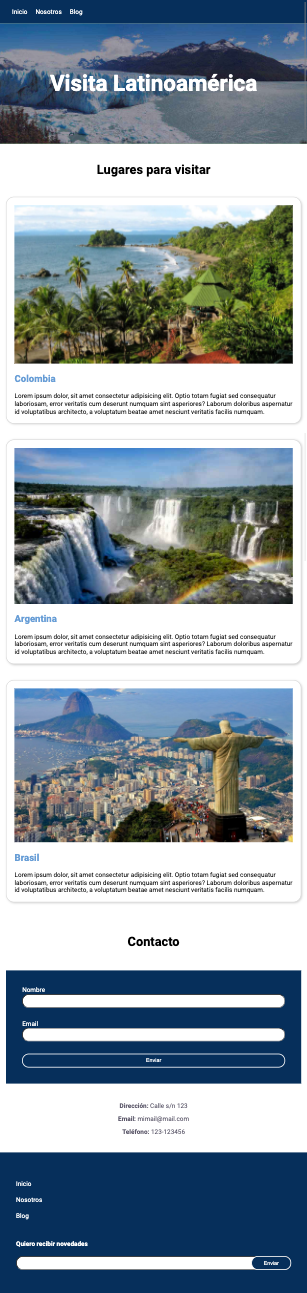 Inicio Nosotros Blog
Visita Latinoamérica
Lugares para visitar
Colombia
Lorem ipsum dolor, sit amet consectetur adipisicing elit. Optio totam fugiat sed consequatur
laboriosam, error veritatis cum deserunt numquam sint asperiores? Laborum doloribus aspernatur
id voluptatibus architecto, a voluptatum beatae amet nesciunt veritatis facilis numquam.
Argentina
Lorem ipsum dolor, sit amet consectetur adipisicing elit. Optio totam fugiat sed consequatur
laboriosam, error veritatis cum deserunt numquam sint asperiores? Laborum doloribus aspernatur
id voluptatibus architecto, a voluptatum beatae amet nesciunt veritatis facilis numquam.
Brasil
Lorem ipsum dolor, sit amet consectetur adipisicing elit. Optio totam fugiat sed consequatur
laboriosam, error veritatis cum deserunt numquam sint asperiores? Laborum doloribus aspernatur
id voluptatibus architecto, a voluptatum beatae amet nesciunt veritatis facilis numquam.
Contacto
Nombre
Email
Enviar
Dirección: Calle s/n 123
Email: mimail@mail.com
Teléfono: 123-123456
Inicio
Nosotros
Blog
Quiero recibir novedades
Enviar